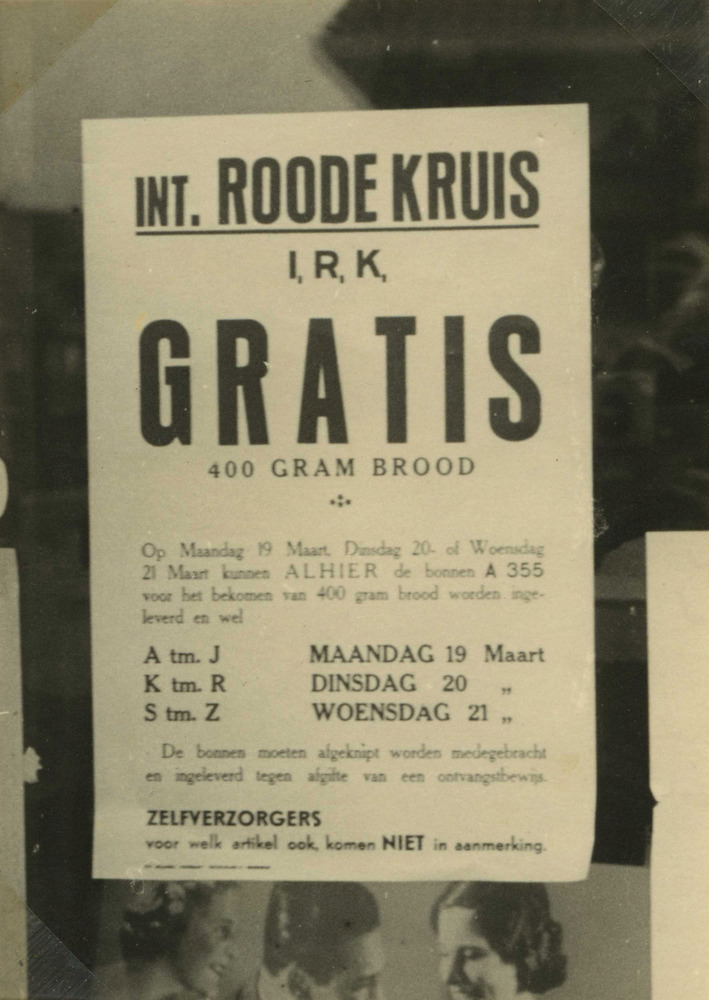 INT. ROODE KRUIS
I, R, K,
GRATIS
400 GRAM BROOD
Op Maandag 19 Maart, Dinsdag 20- of Woensdag
21 Maart kunnen ALHIER de bonnen A 355
voor het bekomen van 400 gram brood worden inge-
leverd en wel
A tm. J MAANDAG 19 Maart
K tm. R DINSDAG 20 „
S tm. Z WOENSDAG 21 „
De bonnen moeten afgeknipt worden medegebracht
en ingeleverd tegen afgifte van een ontvangstbewijs.
ZELFVERZORGERS
voor welk artikel ook, komen NIET in aanmerking.